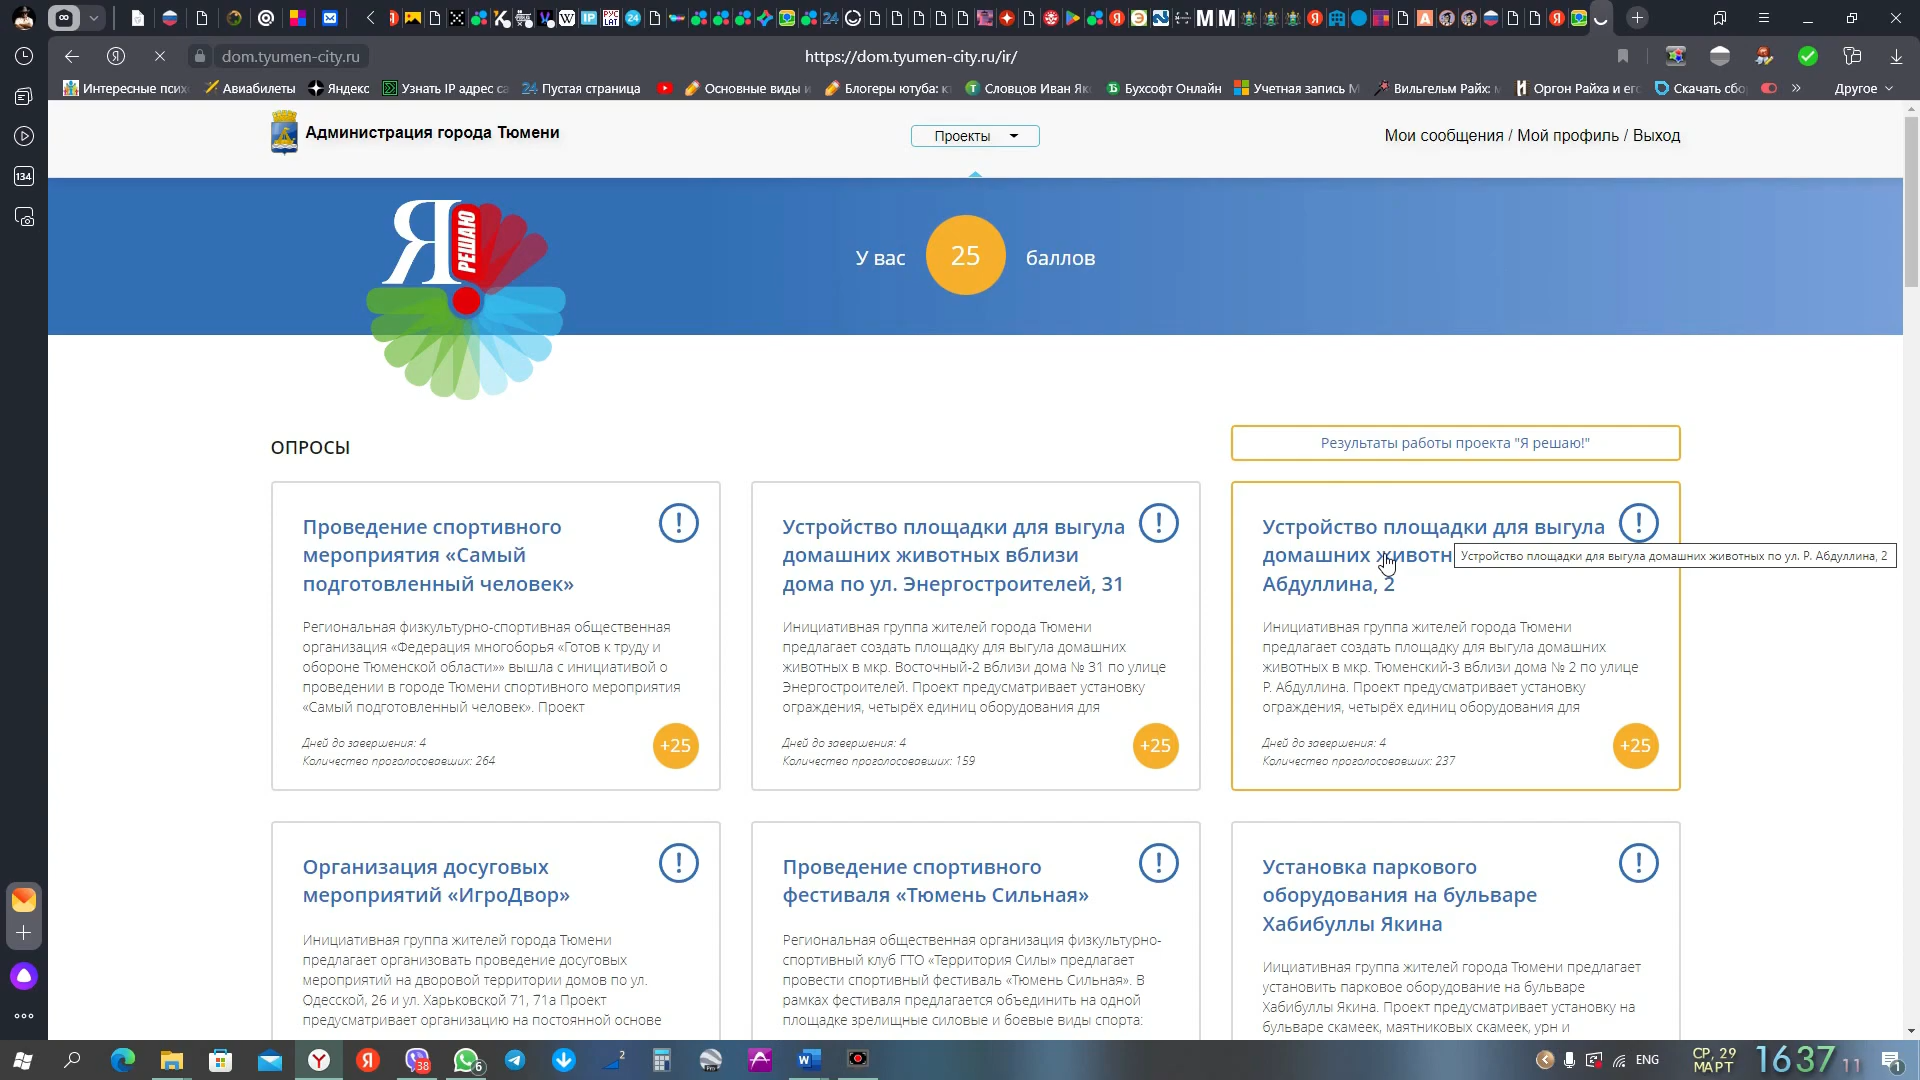 dom.tyumen-city.ru
https://dom.tyumen-city.ru/ir/
Интересные псих
Авиабилеты
Яндекс
Узнать IP адрес са
Пустая страница
Основные виды и
Блогеры ютуба: к
Словцов Иван Як
Бухсофт Онлайн
Учетная запись M
Вильгельм Райх: м
Оргон Райха и ег
Скачать сбо
Другое
134
Администрация города Тюмени
Проекты
Мои сообщения / Мой профиль / Выход
Я РЕШАЮ
У вас 25 баллов
ОПРОСЫ
Результаты работы проекта "Я решаю!"
Проведение спортивного
мероприятия «Самый
подготовленный человек»
Региональная физкультурно-спортивная общественная
организация «Федерация многоборья «Готов к труду и
обороне Тюменской области»» вышла с инициативой о
проведении в городе Тюмени спортивного мероприятия
«Самый подготовленный человек». Проект
Дней до завершения: 4
Количество проголосовавших: 264
+25
Устройство площадки для выгула
домашних животных вблизи
дома по ул. Энергостроителей, 31
Инициативная группа жителей города Тюмени
предлагает создать площадку для выгула домашних
животных в мкр. Восточный-2 вблизи дома № 31 по улице
Энергостроителей. Проект предусматривает установку
ограждения, четырёх единиц оборудования для
Дней до завершения: 4
Количество проголосовавших: 159
+25
Устройство площадки для выгула
домашних животн
Абдуллина, 2
Устройство площадки для выгула домашних животных по ул. Р. Абдуллина, 2
Инициативная группа жителей города Тюмени
предлагает создать площадку для выгула домашних
животных в мкр. Тюменский-3 вблизи дома № 2 по улице
Р. Абдуллина. Проект предусматривает установку
ограждения, четырёх единиц оборудования для
Дней до завершения: 4
Количество проголосовавших: 237
+25
Организация досуговых
мероприятий «ИгроДвор»
Инициативная группа жителей города Тюмени
предлагает организовать проведение досуговых
мероприятий на дворовой территории домов по ул.
Одесской, 26 и ул. Харьковской 71, 71а Проект
предусматривает организацию на постоянной основе
Проведение спортивного
фестиваля «Тюмень Сильная»
Региональная общественная организация физкультурно-
спортивный клуб ГТО «Территория Силы» предлагает
провести спортивный фестиваль «Тюмень Сильная». В
рамках фестиваля предлагается объединить на одной
площадке зрелищные силовые и боевые виды спорта:
Установка паркового
оборудования на бульваре
Хабибуллы Якина
Иициативная группа жителей города Тюмени предлагает
установить парковое оборудование на бульваре
Хабибуллы Якина. Проект предусматривает установку на
бульваре скамеек, маятниковых скамеек, урн и
38
6
2
ENG
СР, 29
МАРТ
16 37 11
1